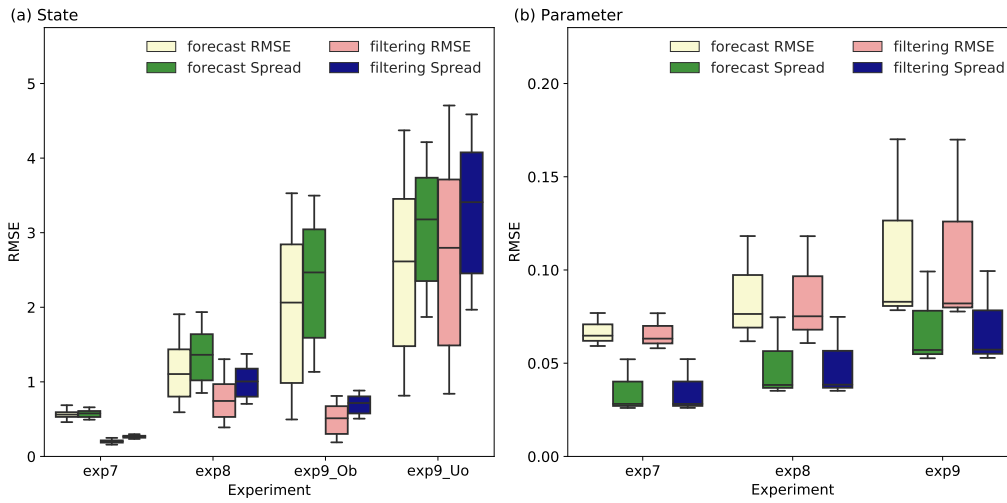 (a) State
forecast RMSE
filtering RMSE
forecast Spread
filtering Spread
RMSE
5
4
3
2
1
0
exp7
exp8
exp9_Ob
exp9_Uo
Experiment
(b) Parameter
forecast RMSE
filtering RMSE
forecast Spread
filtering Spread
RMSE
0.20
0.15
0.10
0.05
0.00
exp7
exp8
exp9
Experiment